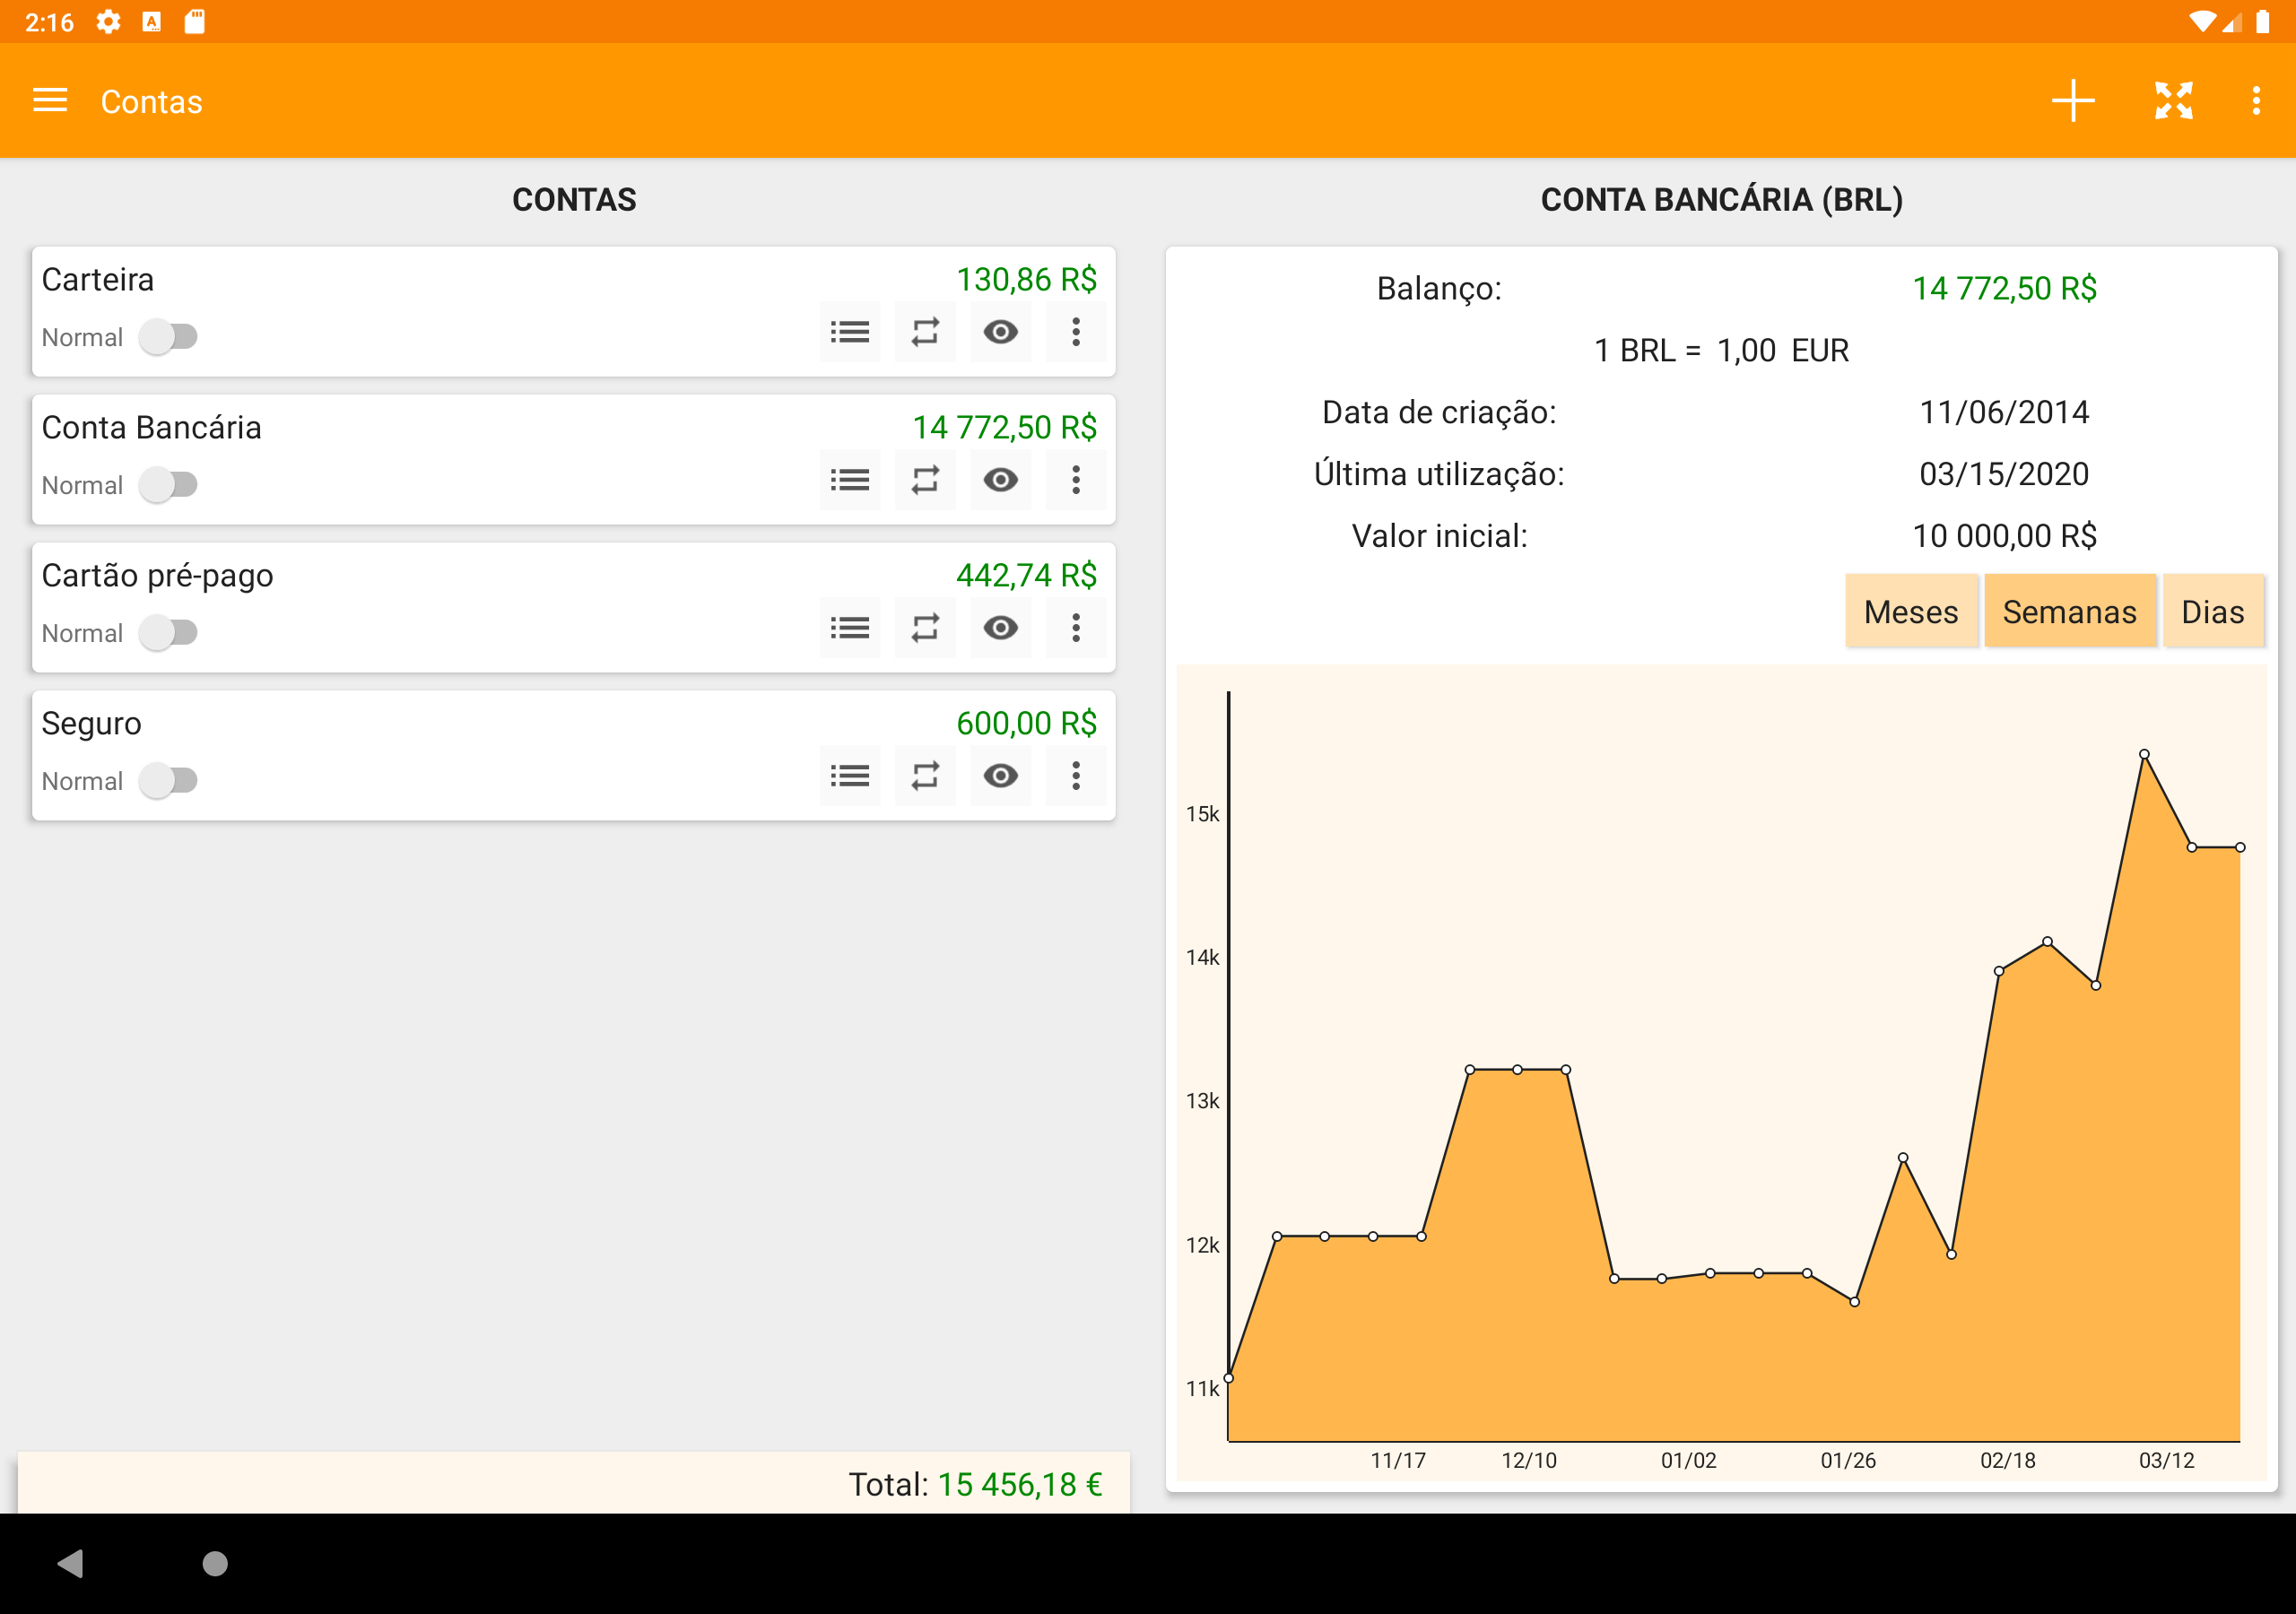 2:16
Contas
CONTAS
Carteira 130,86 R$
Normal
Conta Bancária 14 772,50 R$
Normal
Cartão pré-pago 442,74 R$
Normal
Seguro 600,00 R$
Normal
Total: 15 456,18 €
CONTA BANCÁRIA (BRL)
Balanço: 14 772,50 R$
1 BRL = 1,00 EUR
Data de criação: 11/06/2014
Última utilização: 03/15/2020
Valor inicial: 10 000,00 R$
Meses Semanas Dias
15k
14k
13k
12k
11k
11/17 12/10 01/02 01/26 02/18 03/12